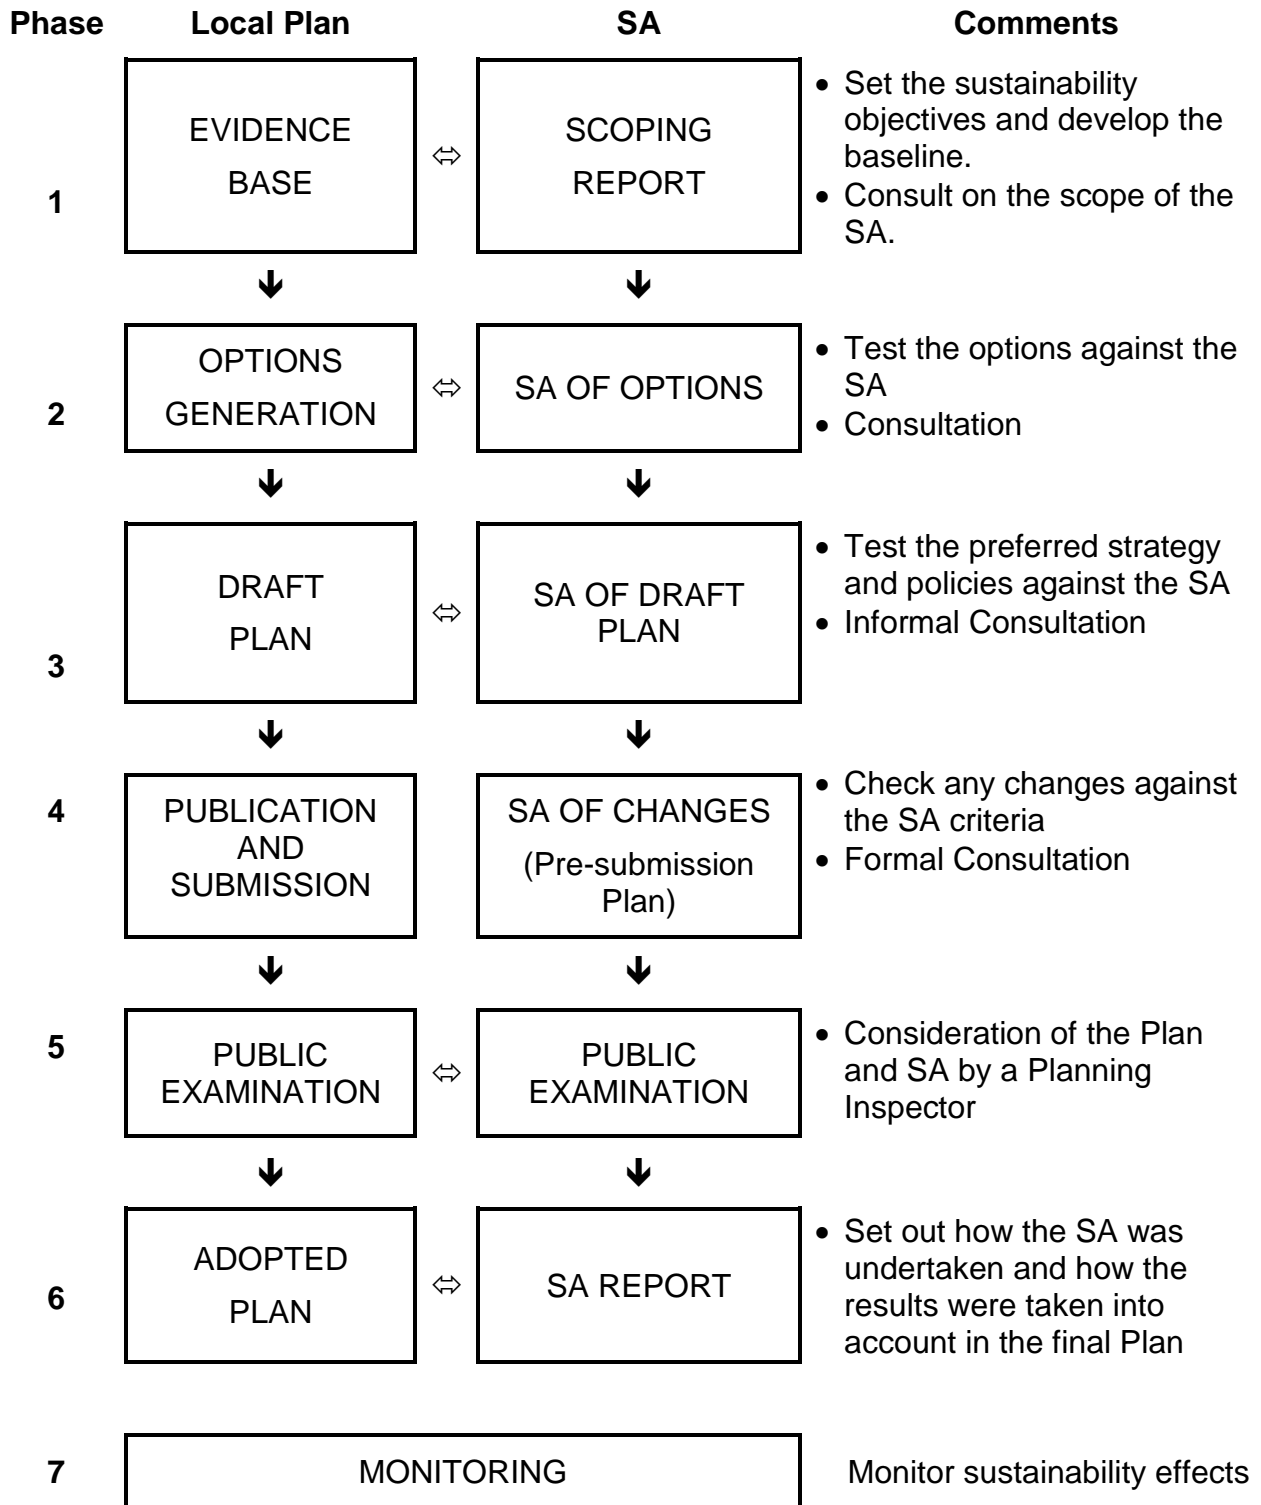 Phase Local Plan SA Comments
1
EVIDENCE
BASE
⬄
SCOPING
REPORT
• Set the sustainability
objectives and develop the
baseline.
• Consult on the scope of the
SA.
2
OPTIONS
GENERATION
⬄
SA OF OPTIONS
• Test the options against the
SA
• Consultation
3
DRAFT
PLAN
⬄
SA OF DRAFT
PLAN
• Test the preferred strategy
and policies against the SA
• Informal Consultation
4
PUBLICATION
AND
SUBMISSION
SA OF CHANGES
(Pre-submission
Plan)
• Check any changes against
the SA criteria
• Formal Consultation
5
PUBLIC
EXAMINATION
⬄
PUBLIC
EXAMINATION
• Consideration of the Plan
and SA by a Planning
Inspector
6
ADOPTED
PLAN
⬄
SA REPORT
• Set out how the SA was
undertaken and how the
results were taken into
account in the final Plan
7
MONITORING
Monitor sustainability effects